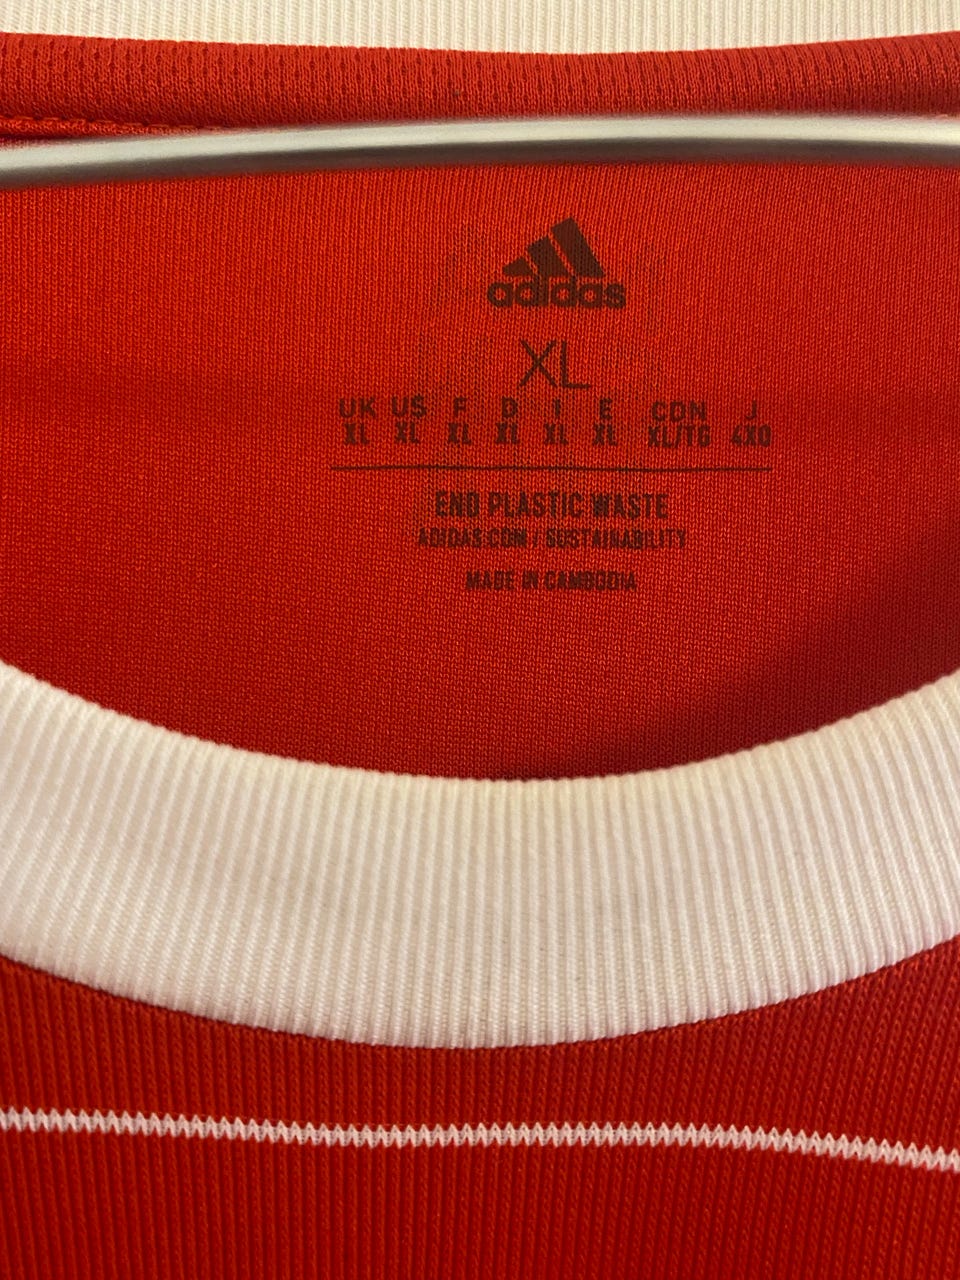 adidas
XL
UK US F D I E CDN J
XL XL XL XL XL XL XL/TG 4XO
END PLASTIC WASTE
ADIDAS.COM / SUSTAINABILITY
MADE IN CAMBODIA